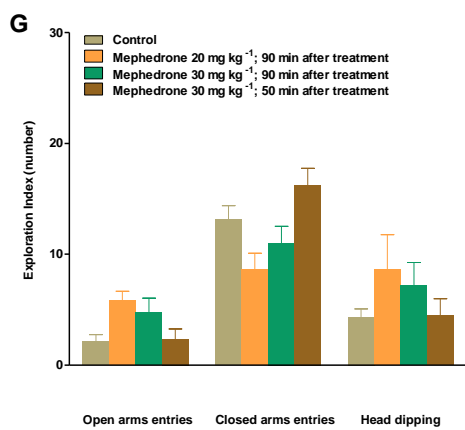 G
Control
Mephedrone 20 mg kg⁻¹; 90 min after treatment
Mephedrone 30 mg kg⁻¹; 90 min after treatment
Mephedrone 30 mg kg⁻¹; 50 min after treatment
Exploration Index (number)
30
20
10
0
Open arms entries Closed arms entries Head dipping